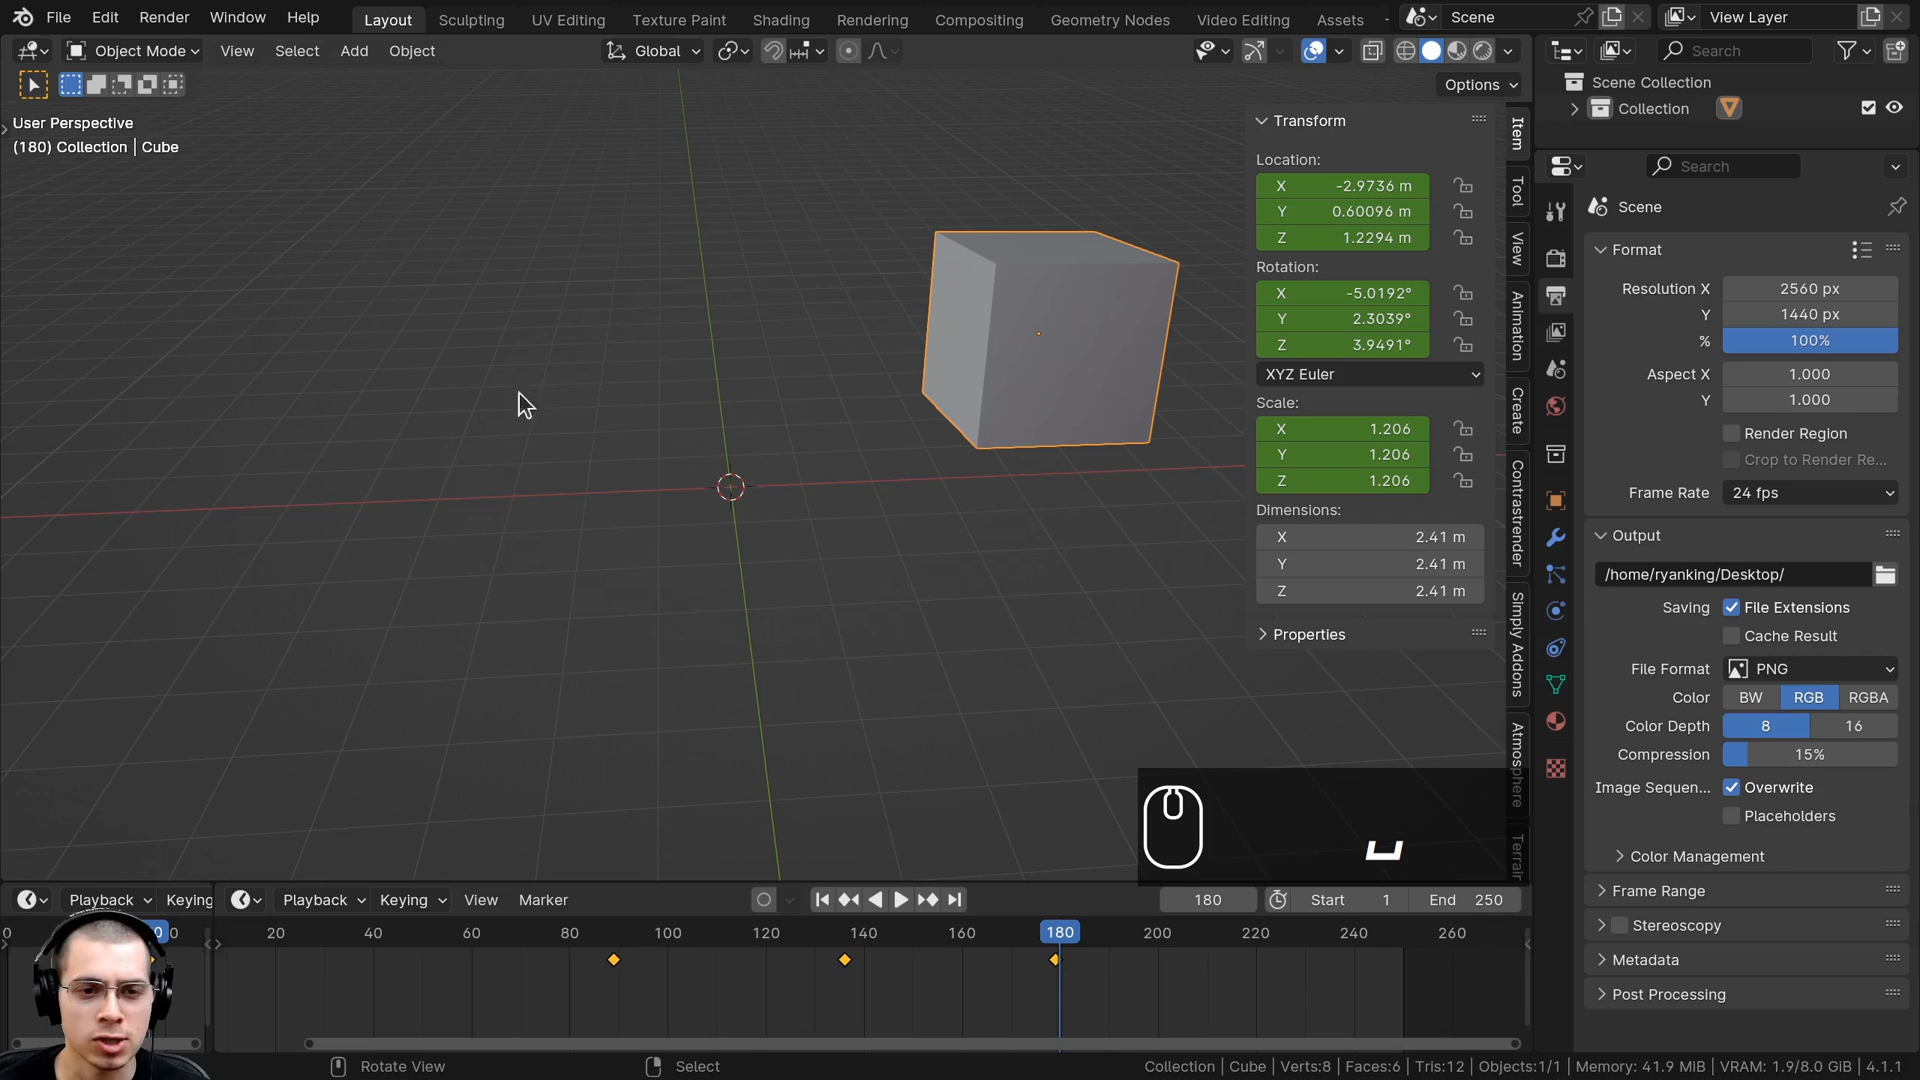 File Edit Render Window Help Layout Sculpting UV Editing Texture Paint Shading Rendering Compositing Geometry Nodes Video Editing Assets Scene View Layer
Object Mode View Select Add Object Global Search
Options
Scene Collection
Collection
User Perspective
(180) Collection | Cube
Transform
Location:
X -2.9736 m
Y 0.60096 m
Z 1.2294 m
Rotation:
X -5.0192°
Y 2.3039°
Z 3.9491°
XYZ Euler
Scale:
X 1.206
Y 1.206
Z 1.206
Dimensions:
X 2.41 m
Y 2.41 m
Z 2.41 m
Properties
Item
Tool
View
Animation
Create
Contrastrender
Simply Addons
Atmosphere
Terrain
Search
Scene
Format
Resolution X 2560 px
Y 1440 px
% 100%
Aspect X 1.000
Y 1.000
Render Region
Crop to Render Re...
Frame Rate 24 fps
Output
/home/ryanking/Desktop/
Saving File Extensions
Cache Result
File Format PNG
Color BW RGB RGBA
Color Depth 8 16
Compression 15%
Image Sequen... Overwrite
Placeholders
Color Management
Frame Range
Stereoscopy
Metadata
Post Processing
Playback Keying Playback Keying View Marker 180 Start 1 End 250
0 20 40 60 80 100 120 140 160 180 200 220 240 260
Rotate View Select Collection | Cube | Verts:8 | Faces:6 | Tris:12 | Objects:1/1 | Memory: 41.9 MiB | VRAM: 1.9/8.0 GiB | 4.1.1